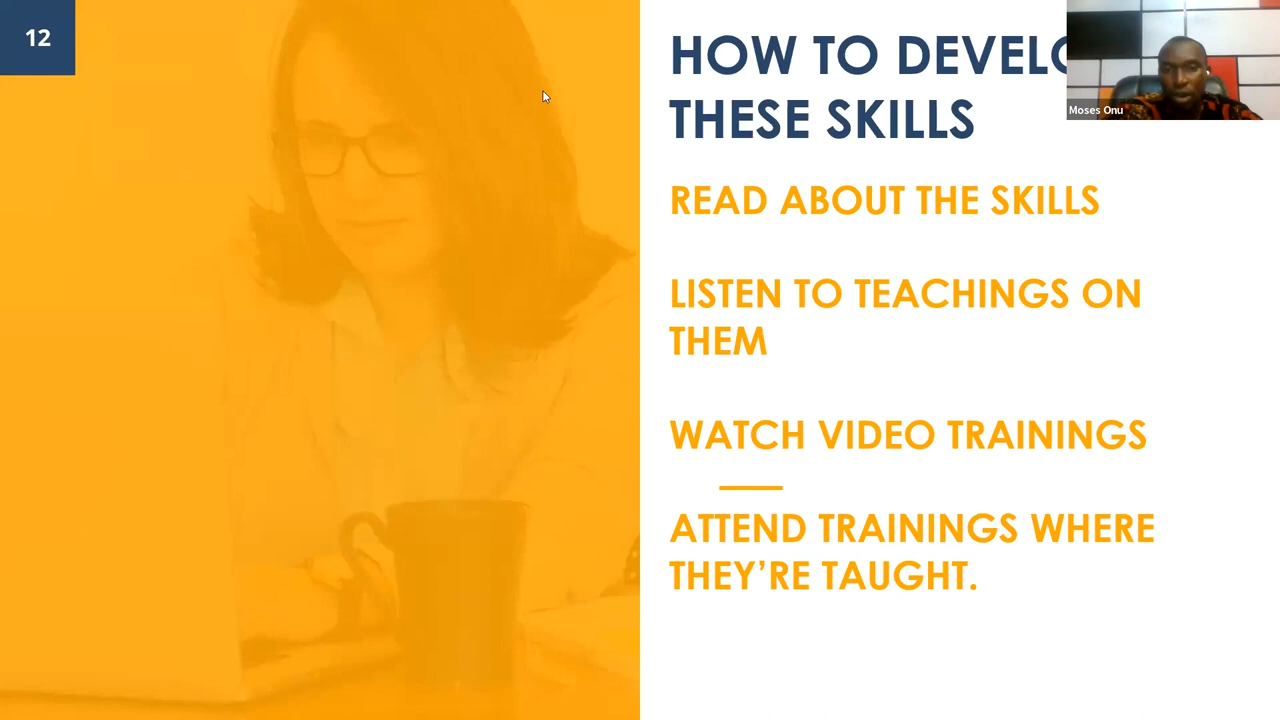 12
HOW TO
THESE SKILLS
Moses Onu
READ ABOUT THE SKILLS
LISTEN TO TEACHINGS ON
THEM
WATCH VIDEO TRAININGS
ATTEND TRAININGS WHERE
THEY’RE TAUGHT.